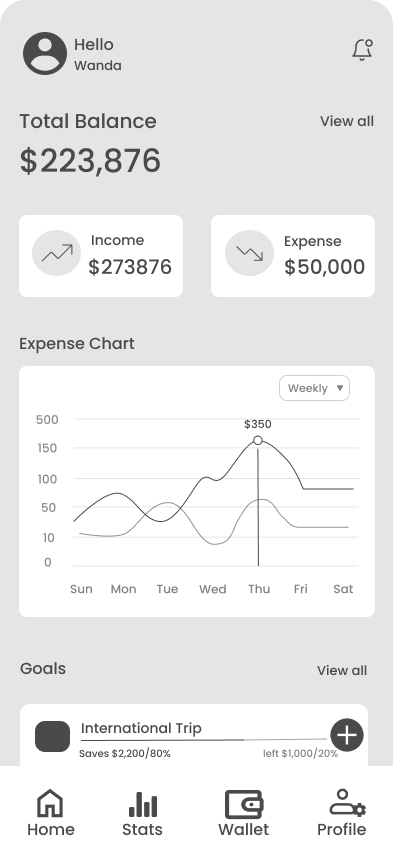 Hello
Wanda
Total Balance
View all
$223,876
Income
$273876
Expense
$50,000
Expense Chart
Weekly ▼
500
$350
150
100
50
10
0
Sun Mon Tue Wed Thu Fri Sat
Goals
View all
International Trip
Saves $2,200/80%
left $1,000/20%
Home Stats Wallet Profile